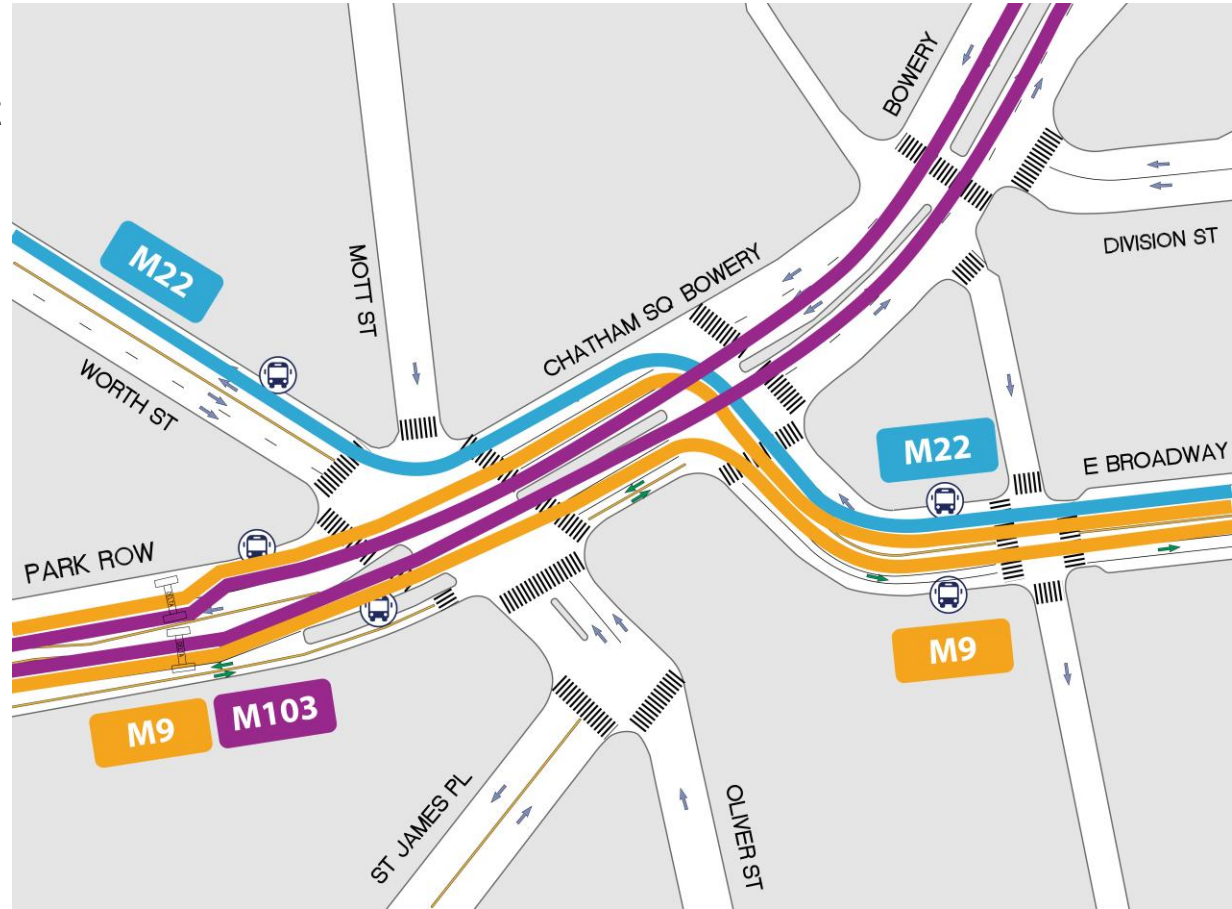 BOWERY
DIVISION ST
M22
MOTT ST
CHATHAM SQ BOWERY
WORTH ST
M22
E BROADWAY
PARK ROW
M9
M9
M103
ST JAMES PL
OLIVER ST